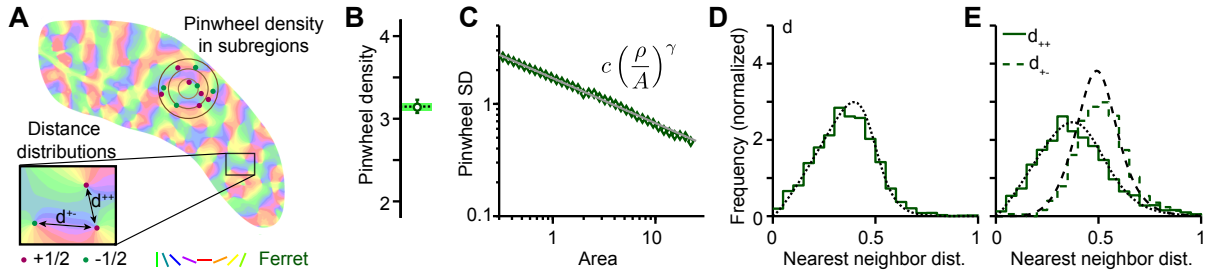 A
Pinwheel density
in subregions
Distance
distributions
d++
d+-
+1/2
-1/2
Ferret
B
Pinwheel density
4
3
2
C
Pinwheel SD
c (ρ/A)^γ
1
0.1
1
10
Area
D
d
Frequency (normalized)
6
4
2
0
0
0.5
1
Nearest neighbor dist.
E
d++
d+-
0
0.5
1
Nearest neighbor dist.